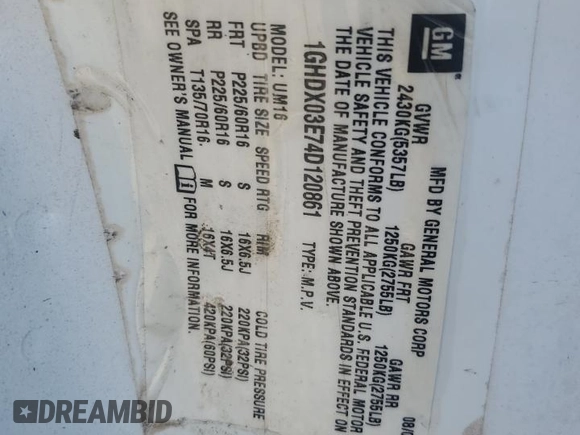 GM
MFD BY GENERAL MOTORS CORP
GVWR GAWR FRT GAWR RR
2430KG(5357LB) 1250KG(2755LB) 1250KG(2755LB)
THIS VEHICLE CONFORMS TO ALL APPLICABLE U.S. FEDERAL MOTOR
VEHICLE SAFETY AND THEFT PREVENTION STANDARDS IN EFFECT ON
THE DATE OF MANUFACTURE SHOWN ABOVE.
1GHDX03E74D120861 TYPE: M.P.V.
MODEL: UM16
UPBD TIRE SIZE SPEED RTG RIM COLD TIRE PRESSURE
FRT P225/60R16 S 16X6.5J 220KPA(32PSI)
RR P225/60R16 S 16X6.5J 220KPA(32PSI)
SPA T135/70R16 M 16X4T 420KPA(60PSI)
SEE OWNER'S MANUAL FOR MORE INFORMATION.
DREAMBID